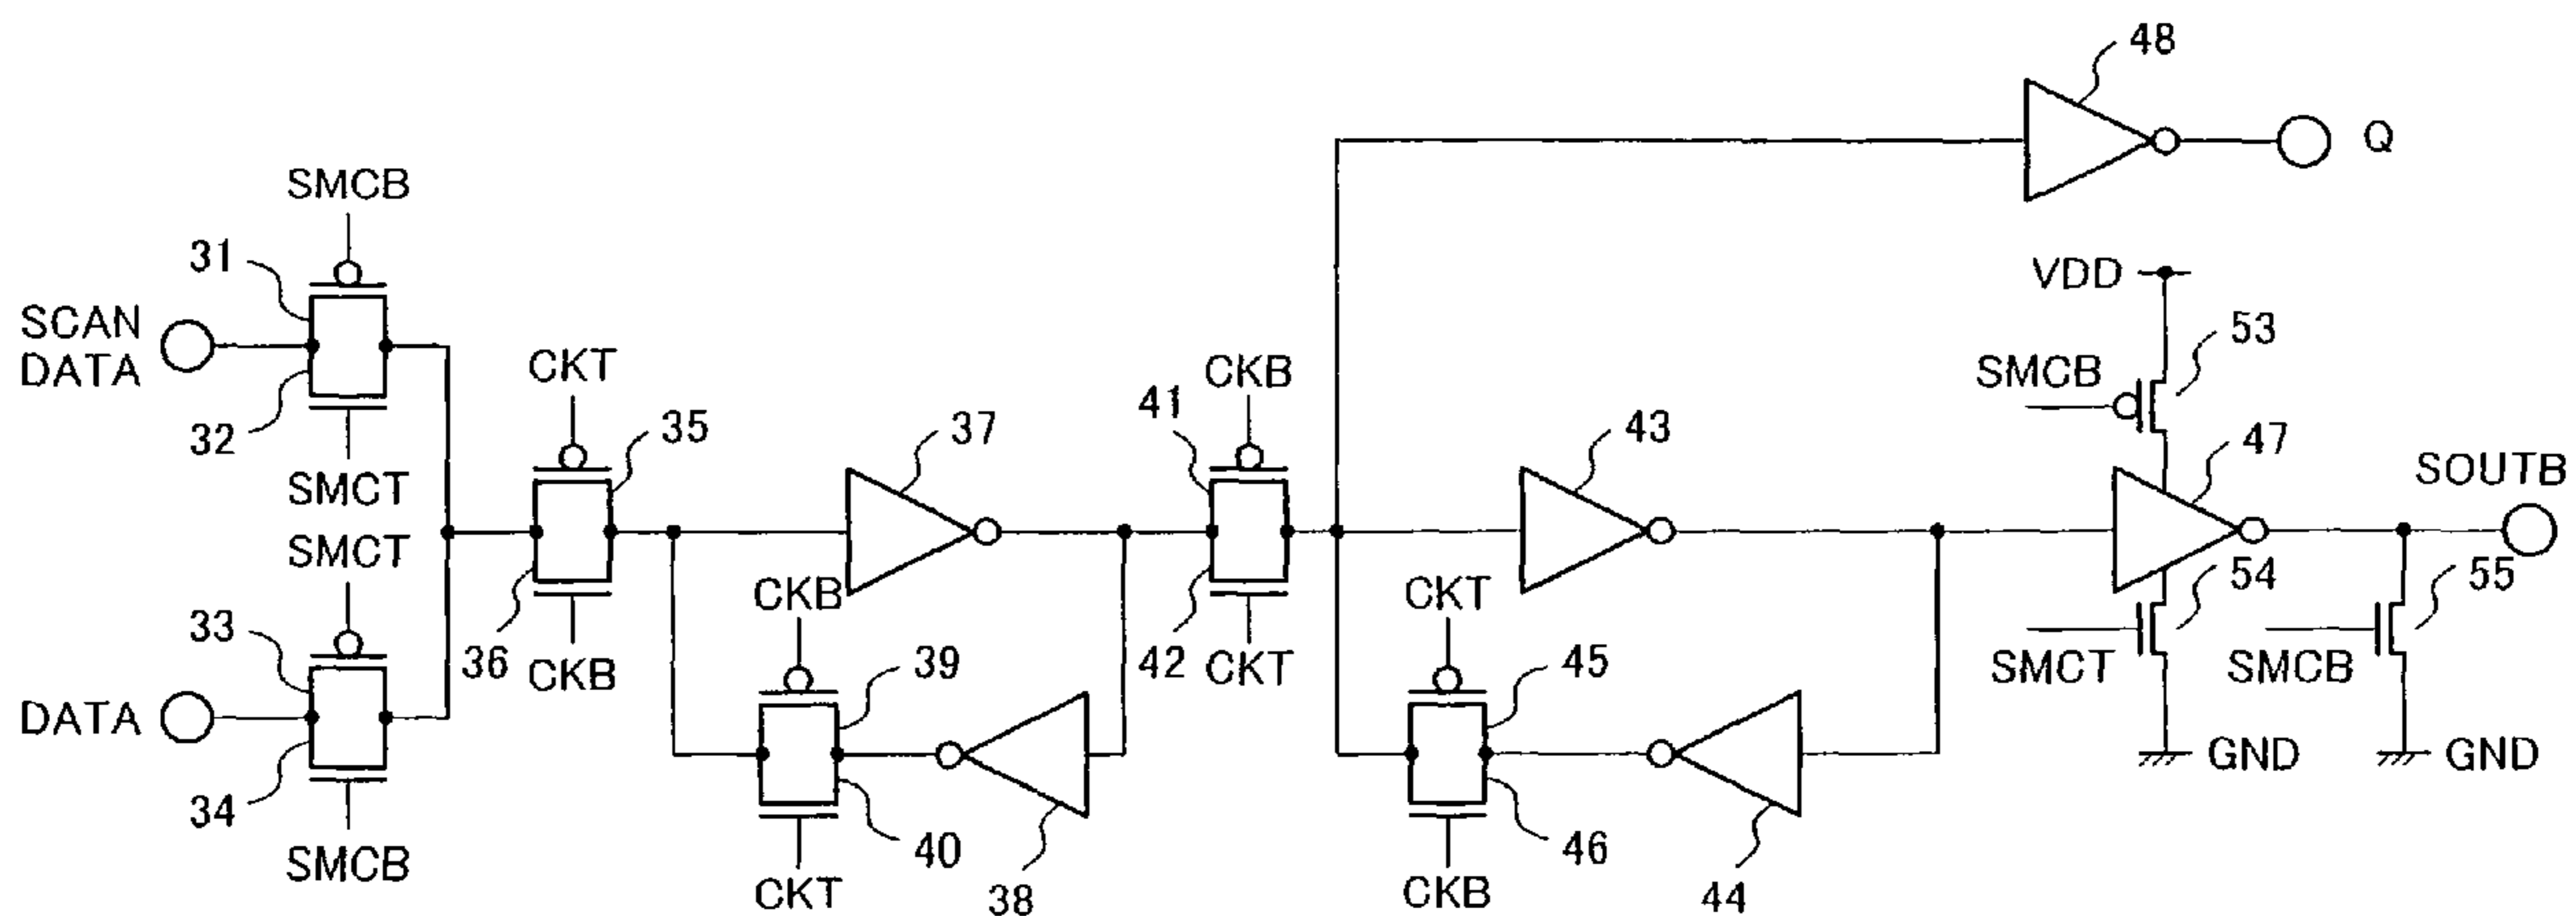 48
Q
SMCB
31
SCAN
DATA
32
SMCT
SMCT
33
DATA
34
SMCB
CKT
35
36
CKB
37
CKB
39
40
CKT
38
CKB
41
42
CKT
43
CKT
45
46
CKB
44
VDD
53
SMCB
47
SOUTB
54
SMCT
GND
55
SMCB
GND